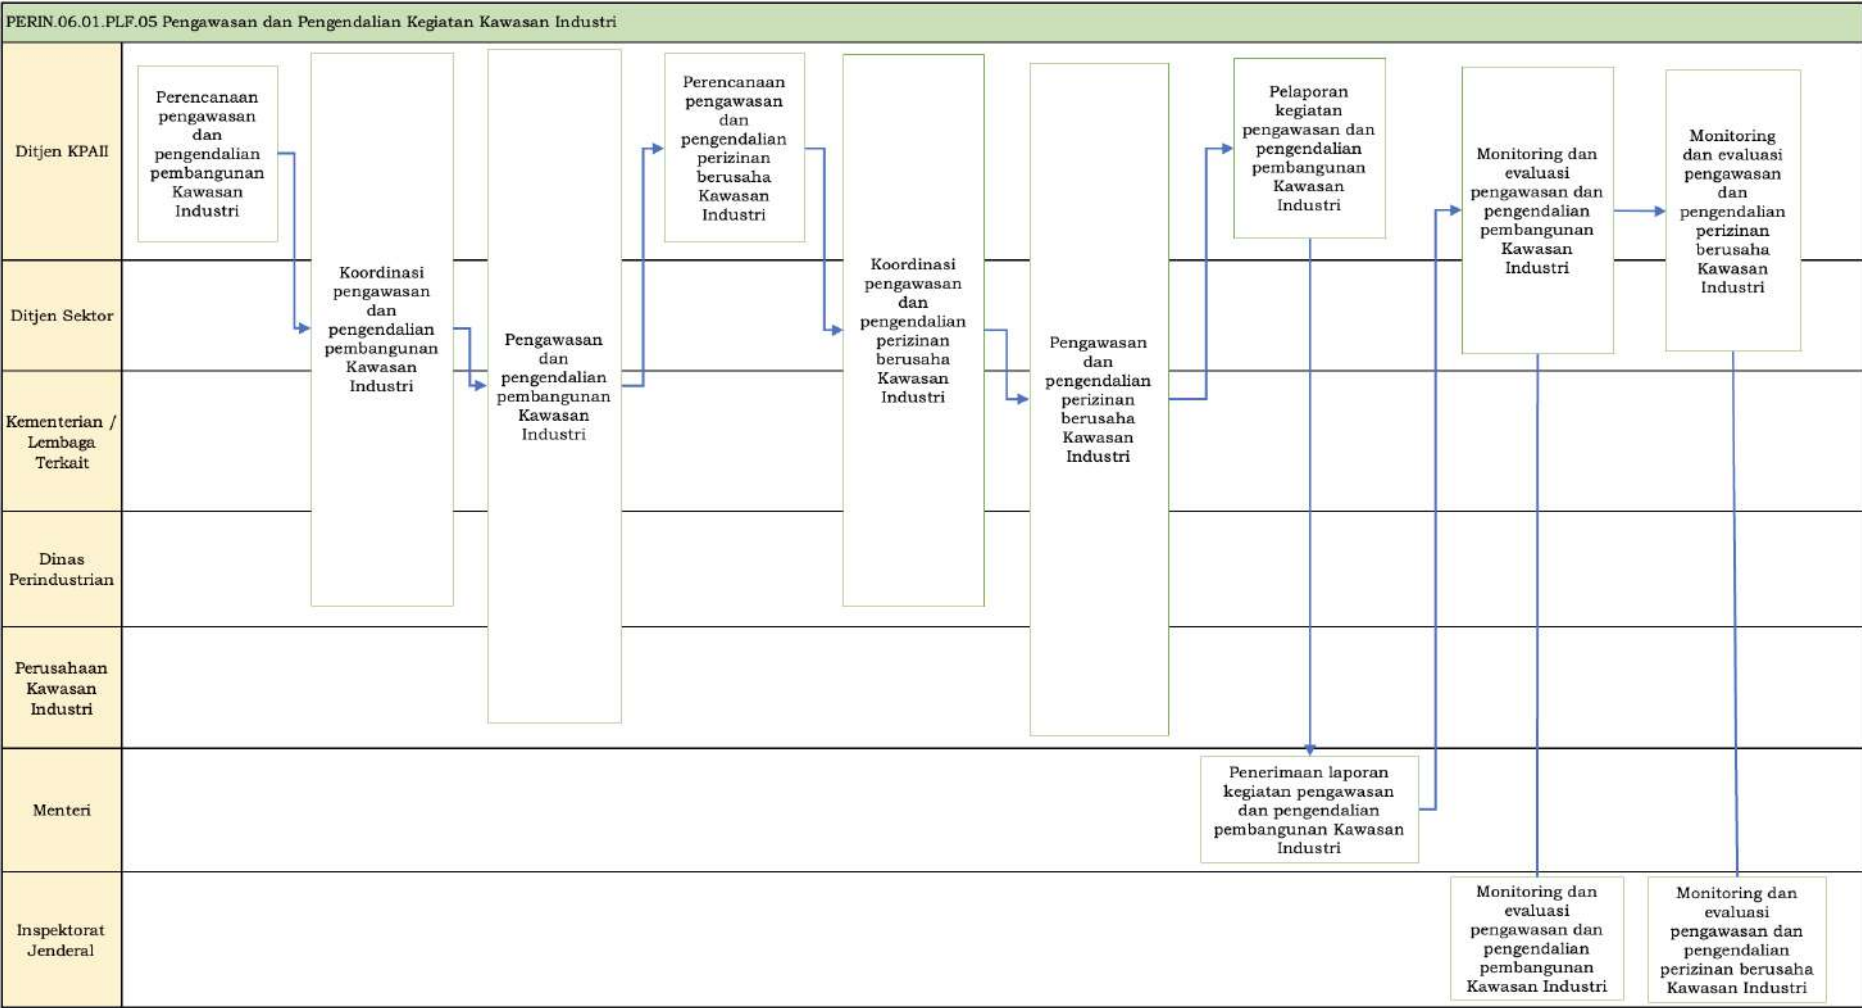 PERIN.06.01.PLF.05 Pengawasan dan Pengendalian Kegiatan Kawasan Industri
Ditjen KPAII
Perencanaan
pengawasan
dan
pengendalian
pembangunan
Kawasan
Industri
Koordinasi
pengawasan
dan
pengendalian
pembangunan
Kawasan
Industri
Pengawasan
dan
pengendalian
pembangunan
Kawasan
Industri
Perencanaan
pengawasan
dan
pengendalian
perizinan
berusaha
Kawasan
Industri
Koordinasi
pengawasan
dan
pengendalian
perizinan
berusaha
Kawasan
Industri
Pengawasan
dan
pengendalian
perizinan
berusaha
Kawasan
Industri
Pelaporan
kegiatan
pengawasan dan
pengendalian
pembangunan
Kawasan
Industri
Monitoring dan
evaluasi
pengawasan dan
pengendalian
pembangunan
Kawasan
Industri
Monitoring
dan evaluasi
pengawasan
dan
pengendalian
perizinan
berusaha
Kawasan
Industri
Ditjen Sektor
Kementerian /
Lembaga
Terkait
Dinas
Perindustrian
Perusahaan
Kawasan
Industri
Menteri
Penerimaan laporan
kegiatan pengawasan
dan pengendalian
pembangunan Kawasan
Industri
Inspektorat
Jenderal
Monitoring dan
evaluasi
pengawasan dan
pengendalian
pembangunan
Kawasan Industri
Monitoring dan
evaluasi
pengawasan dan
pengendalian
perizinan berusaha
Kawasan Industri